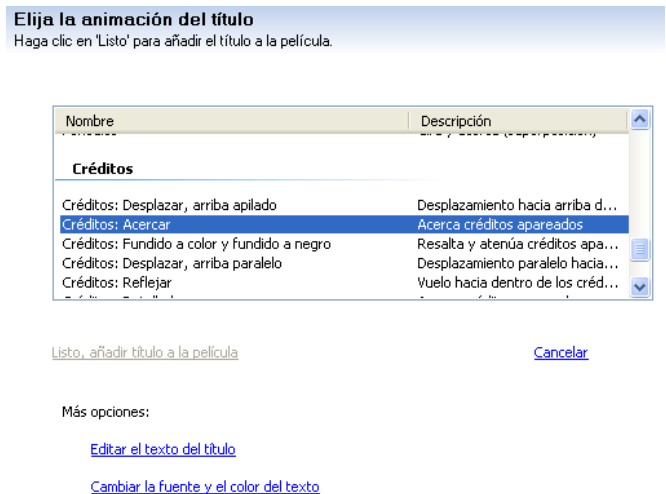 Elija la animación del título
Haga clic en 'Listo' para añadir el título a la película.
Nombre Descripción
Créditos
Créditos: Desplazar, arriba apilado Desplazamiento hacia arriba d...
Créditos: Acercar Acerca créditos apareados
Créditos: Fundido a color y fundido a negro Resalta y atenúa créditos apa...
Créditos: Desplazar, arriba paralelo Desplazamiento paralelo hacia...
Créditos: Reflejar Vuelo hacia dentro de los créd...
Listo, añadir título a la película Cancelar
Más opciones:
Editar el texto del título
Cambiar la fuente y el color del texto